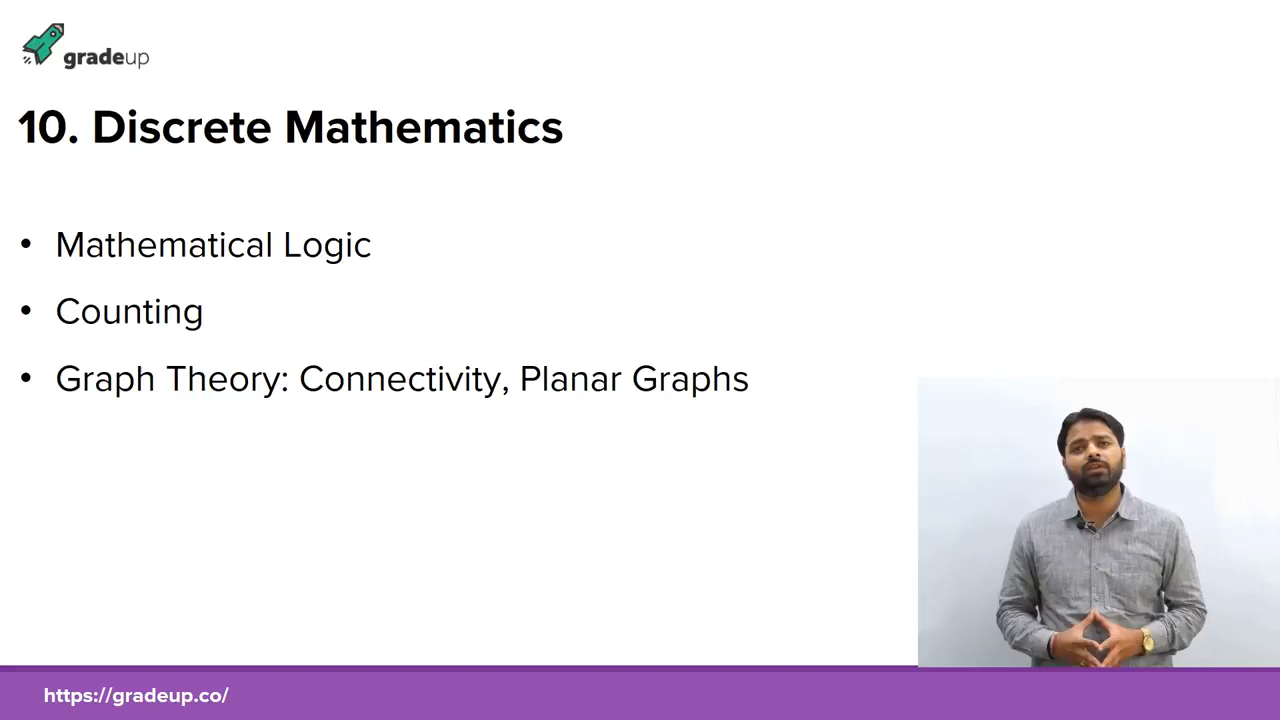 gradeup
10. Discrete Mathematics
• Mathematical Logic
• Counting
• Graph Theory: Connectivity, Planar Graphs
https://gradeup.co/